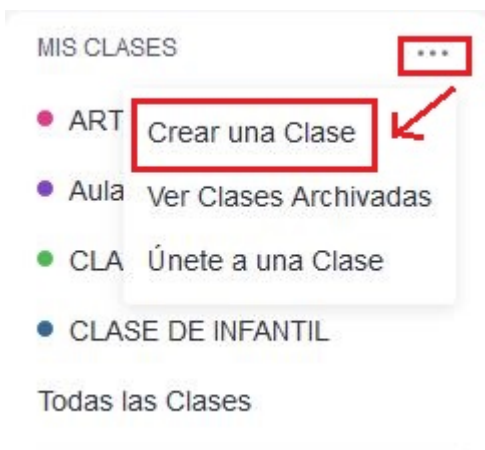 MIS CLASES ...
ART
Crear una Clase
Aula
Ver Clases Archivadas
CLA
Únete a una Clase
CLASE DE INFANTIL
Todas las Clases